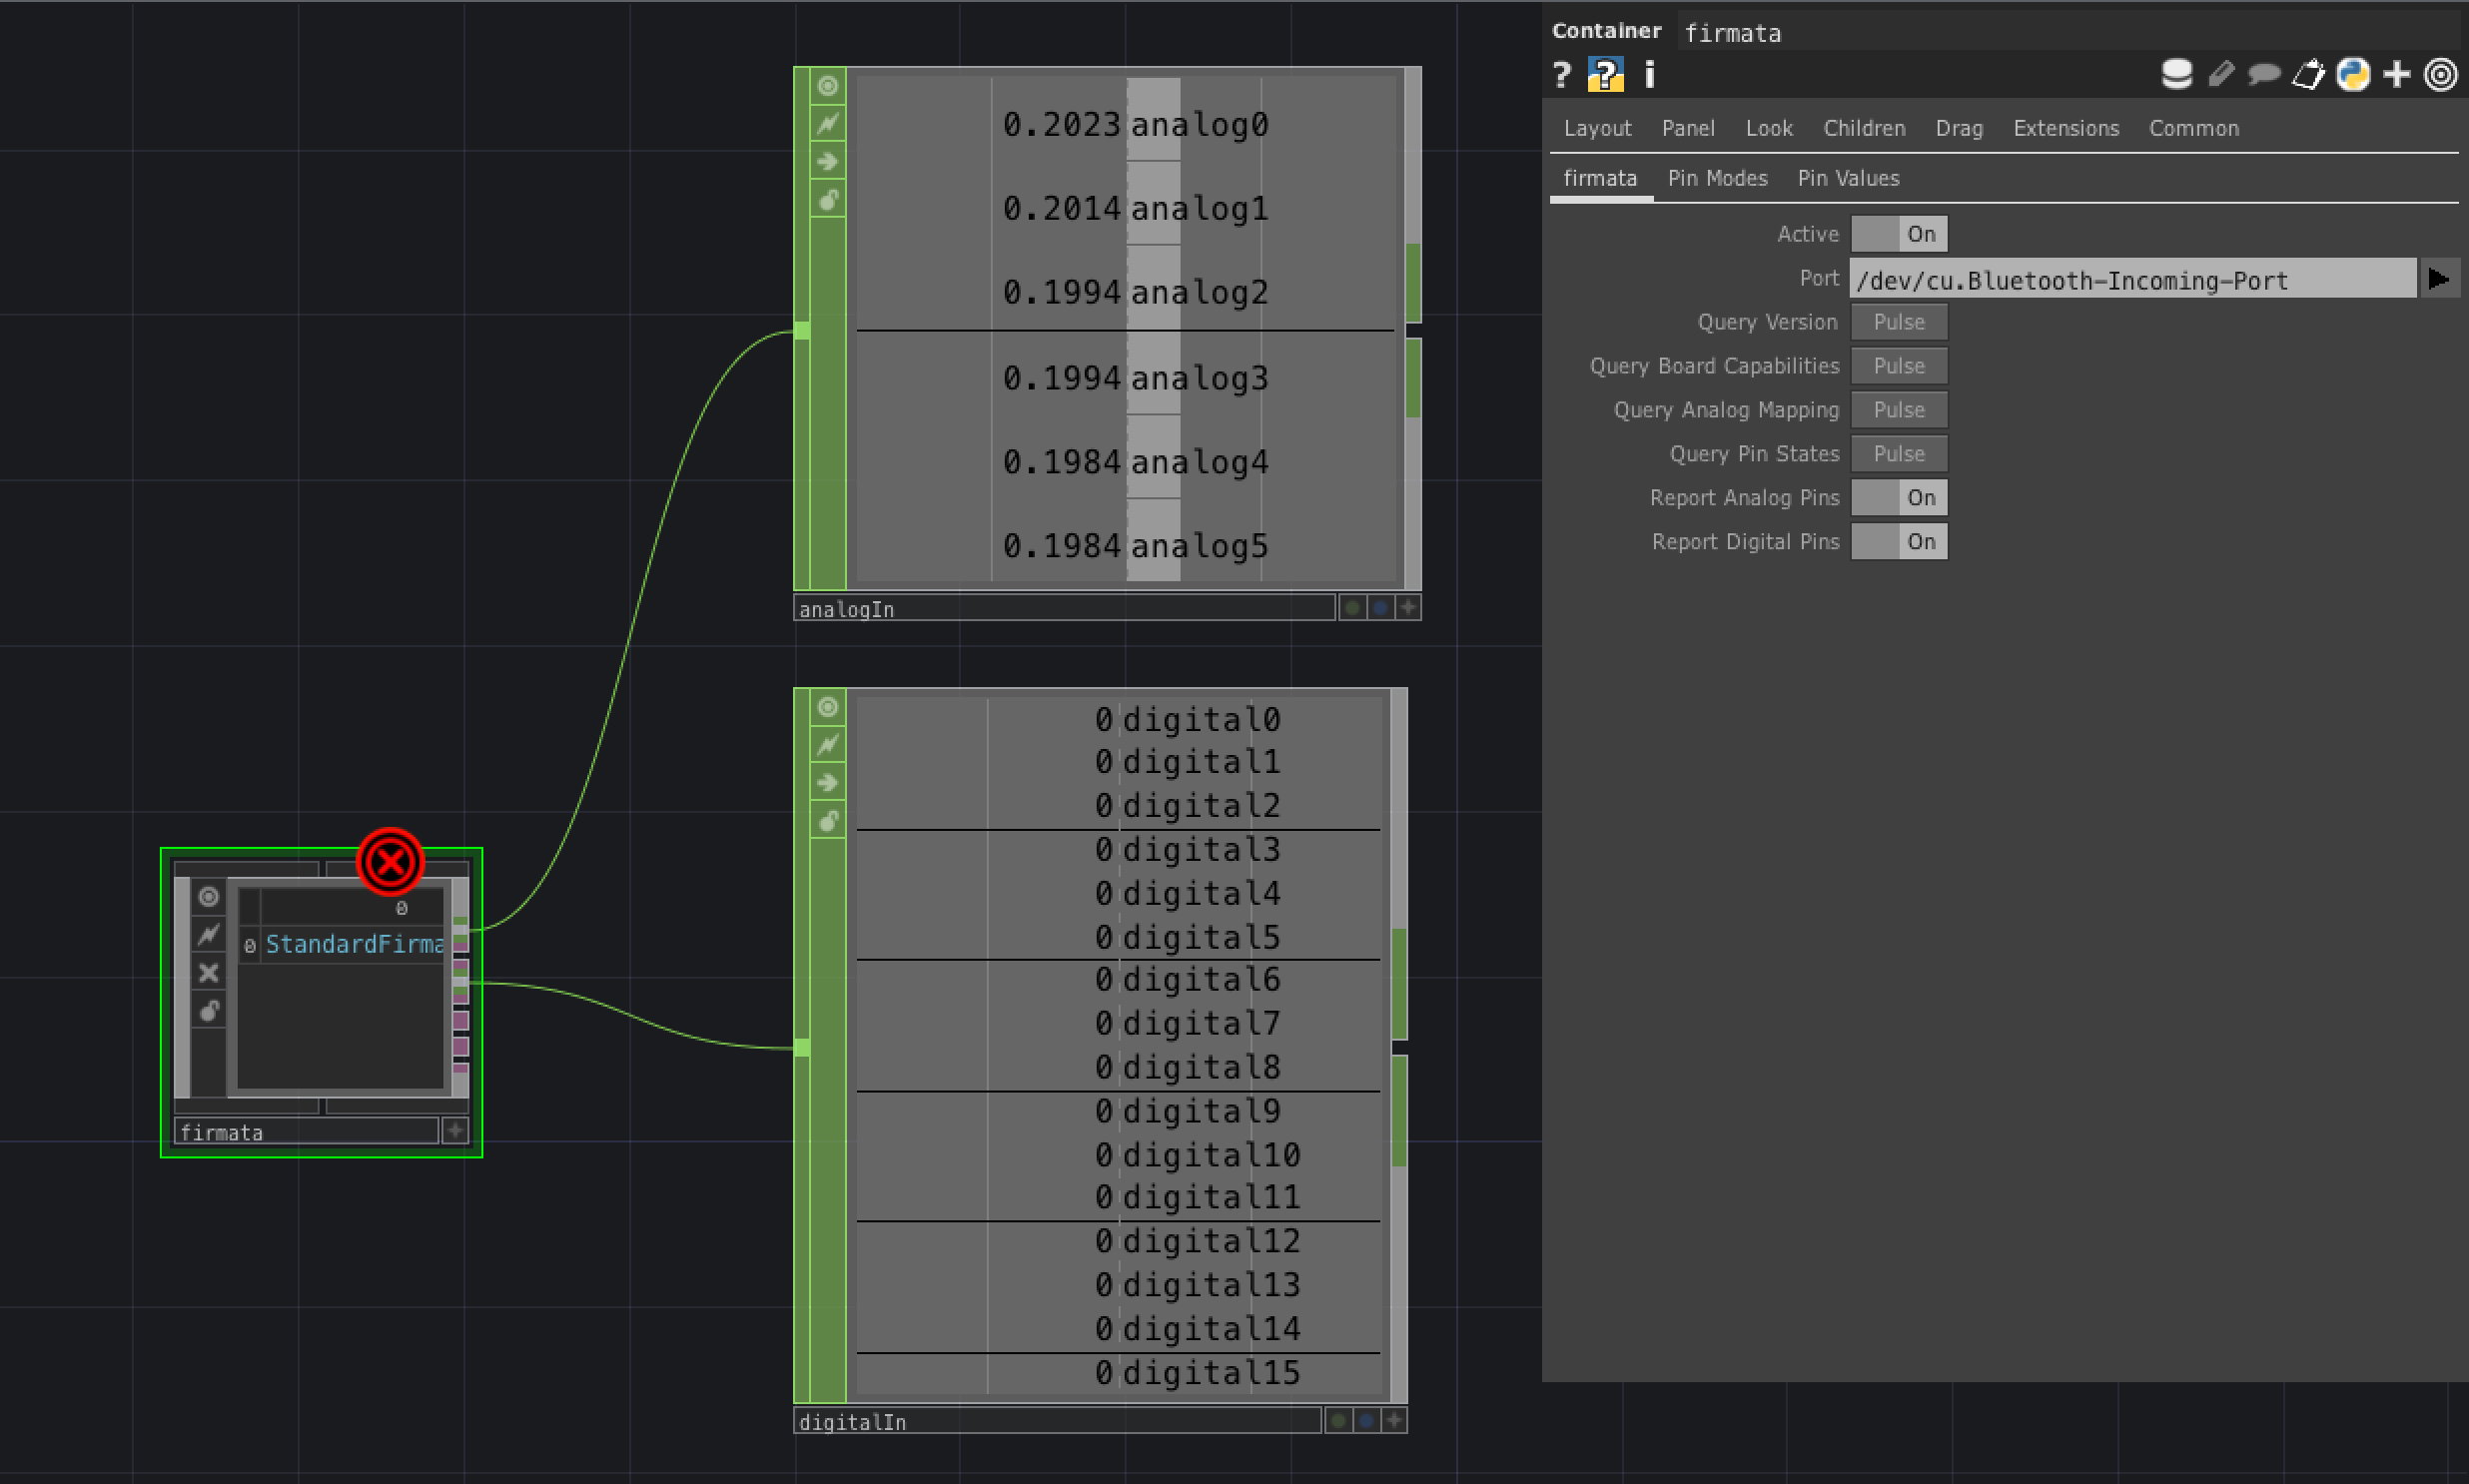 0.2023 analog0
0.2014 analog1
0.1994 analog2
0.1994 analog3
0.1984 analog4
0.1984 analog5
analogIn
0
0 StandardFirma
firmata
0 digital0
0 digital1
0 digital2
0 digital3
0 digital4
0 digital5
0 digital6
0 digital7
0 digital8
0 digital9
0 digital10
0 digital11
0 digital12
0 digital13
0 digital14
0 digital15
digitalIn
Container firmata
? ? i
Layout Panel Look Children Drag Extensions Common
firmata Pin Modes Pin Values
Active On
Port /dev/cu.Bluetooth-Incoming-Port
Query Version Pulse
Query Board Capabilities Pulse
Query Analog Mapping Pulse
Query Pin States Pulse
Report Analog Pins On
Report Digital Pins On